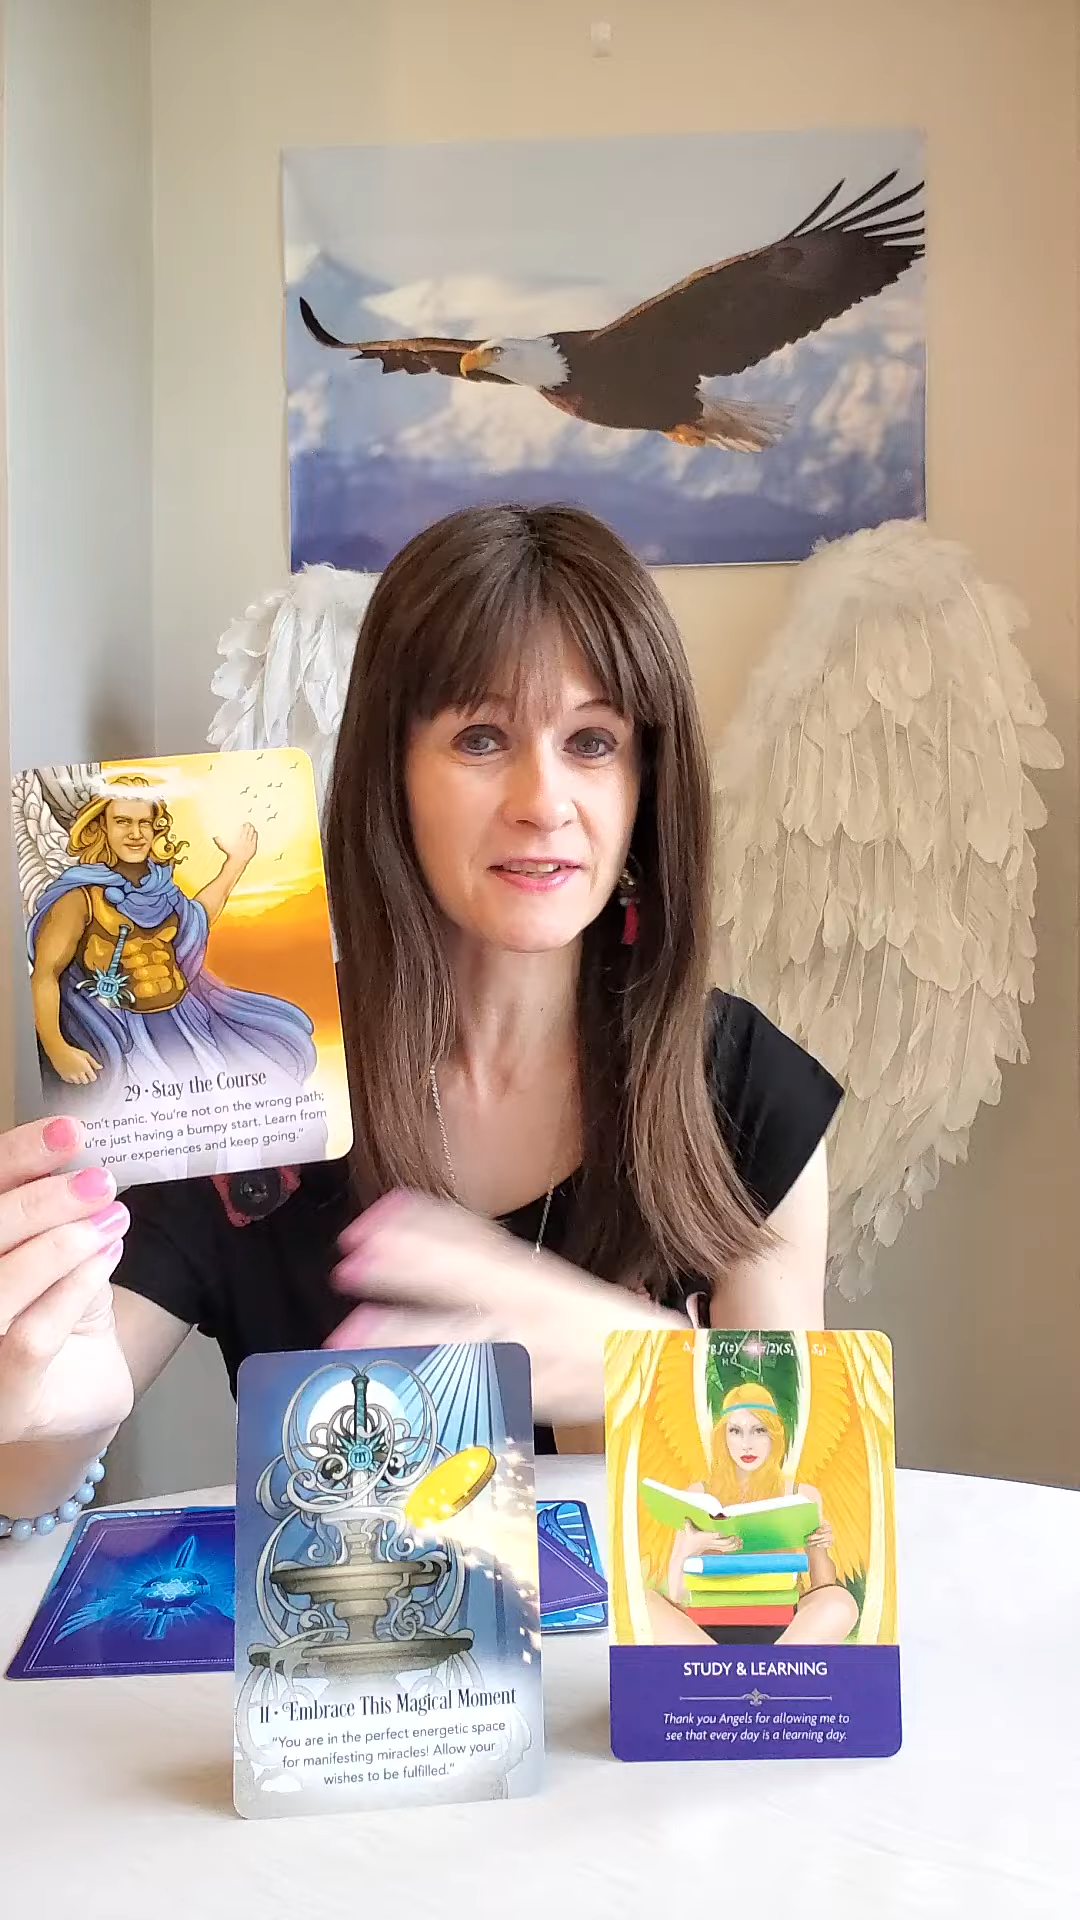 29 • Stay the Course
Don't panic. You're not on the wrong path;
u're just having a bumpy start. Learn from
your experiences and keep going."
11 • Embrace This Magical Moment
"You are in the perfect energetic space
for manifesting miracles! Allow your
wishes to be fulfilled."
STUDY & LEARNING
Thank you Angels for allowing me to
see that every day is a learning day.